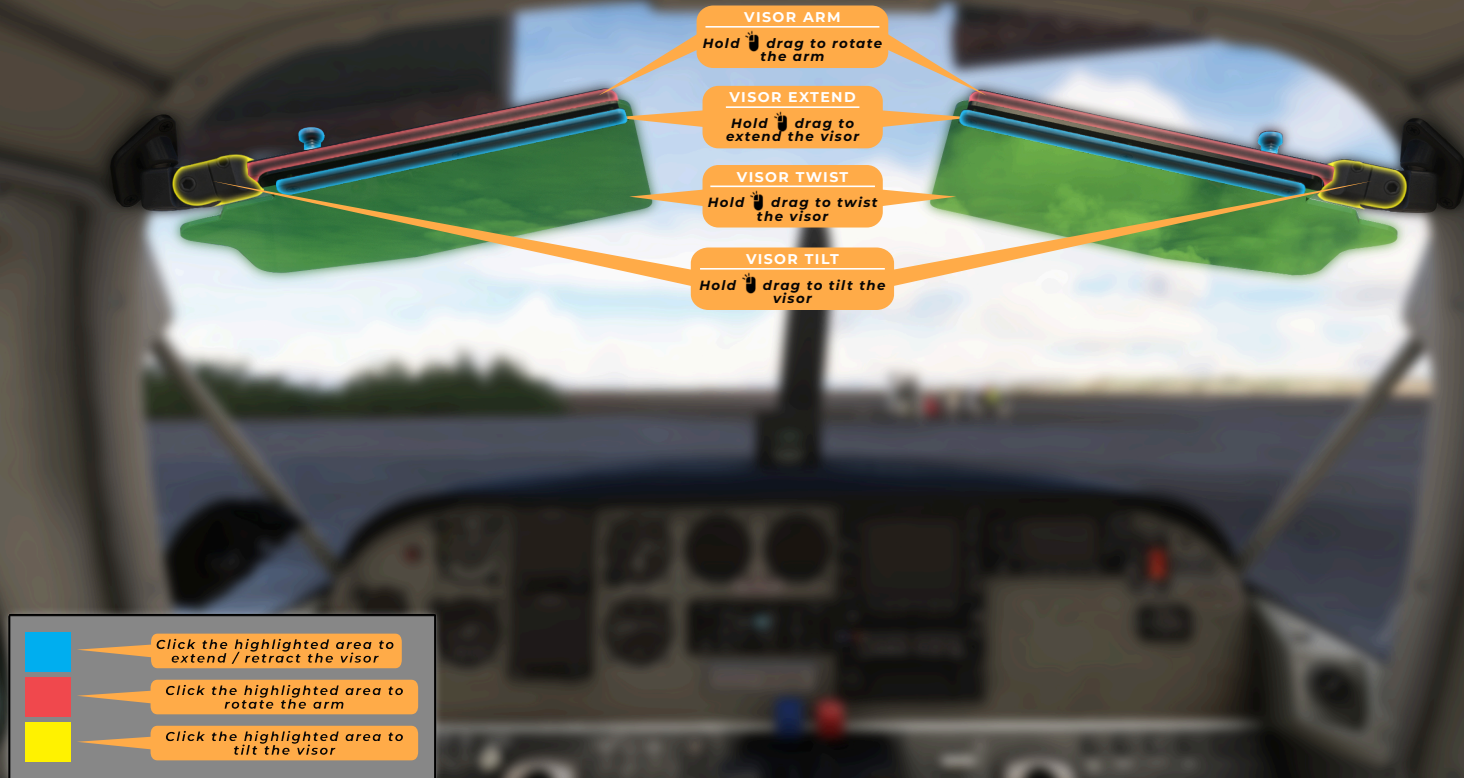 VISOR ARM
Hold drag to rotate
the arm
VISOR EXTEND
Hold drag to
extend the visor
VISOR TWIST
Hold drag to twist
the visor
VISOR TILT
Hold drag to tilt the
visor
Click the highlighted area to
extend / retract the visor
Click the highlighted area to
rotate the arm
Click the highlighted area to
tilt the visor